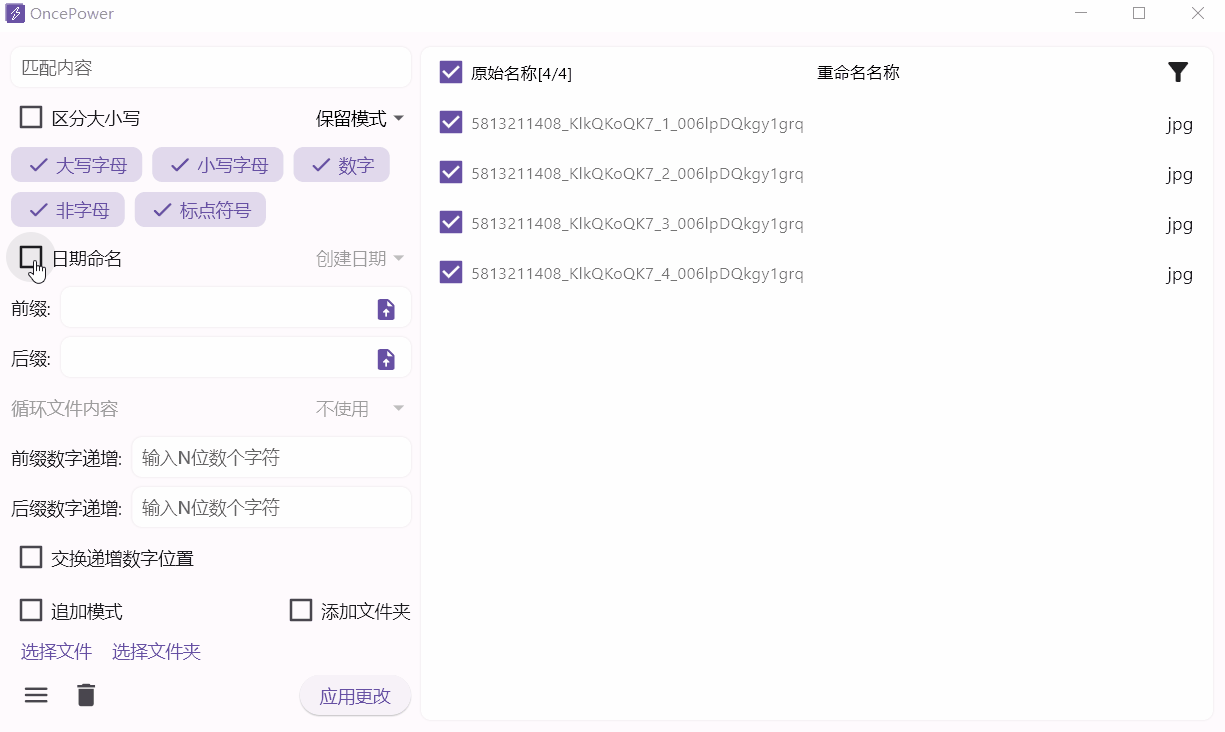 OncePower
匹配内容
区分大小写 保留模式
大写字母 小写字母 数字
非字母 标点符号
日期命名 创建日期
前缀:
后缀:
循环文件内容 不使用
前缀数字递增: 输入N位数个字符
后缀数字递增: 输入N位数个字符
交换递增数字位置
追加模式 添加文件夹
选择文件 选择文件夹
应用更改
原始名称[4/4] 重命名名称
5813211408_KlkQKoQK7_1_006lpDQkgy1grq jpg
5813211408_KlkQKoQK7_2_006lpDQkgy1grq jpg
5813211408_KlkQKoQK7_3_006lpDQkgy1grq jpg
5813211408_KlkQKoQK7_4_006lpDQkgy1grq jpg